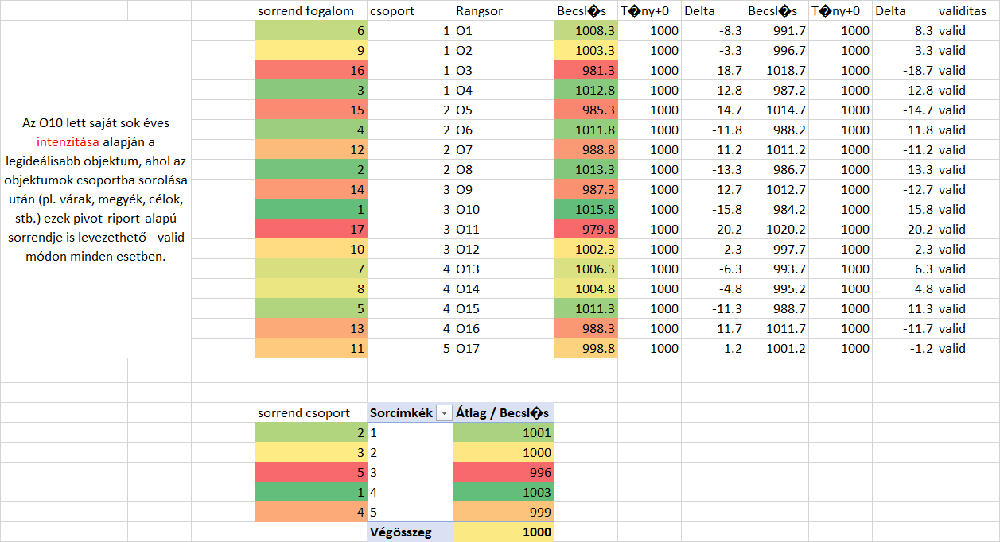 sorrend fogalom csoport Rangsor Becsl�s T�ny+0 Delta Becsl�s T�ny+0 Delta validitas
6 1 O1 1008.3 1000 -8.3 991.7 1000 8.3 valid
9 1 O2 1003.3 1000 -3.3 996.7 1000 3.3 valid
16 1 O3 981.3 1000 18.7 1018.7 1000 -18.7 valid
3 1 O4 1012.8 1000 -12.8 987.2 1000 12.8 valid
15 2 O5 985.3 1000 14.7 1014.7 1000 -14.7 valid
4 2 O6 1011.8 1000 -11.8 988.2 1000 11.8 valid
12 2 O7 988.8 1000 11.2 1011.2 1000 -11.2 valid
2 2 O8 1013.3 1000 -13.3 986.7 1000 13.3 valid
14 3 O9 987.3 1000 12.7 1012.7 1000 -12.7 valid
1 3 O10 1015.8 1000 -15.8 984.2 1000 15.8 valid
17 3 O11 979.8 1000 20.2 1020.2 1000 -20.2 valid
10 3 O12 1002.3 1000 -2.3 997.7 1000 2.3 valid
7 4 O13 1006.3 1000 -6.3 993.7 1000 6.3 valid
8 4 O14 1004.8 1000 -4.8 995.2 1000 4.8 valid
5 4 O15 1011.3 1000 -11.3 988.7 1000 11.3 valid
13 4 O16 988.3 1000 11.7 1011.7 1000 -11.7 valid
11 5 O17 998.8 1000 1.2 1001.2 1000 -1.2 valid
Az O10 lett saját sok éves
intenzitása alapján a
legideálisabb objektum, ahol az
objektumok csoportba sorolása
után (pl. várak, megyék, célok,
stb.) ezek pivot-riport-alapú
sorrendje is levezethető - valid
módon minden esetben.
sorrend csoport Sorcímkék Átlag / Becsl�s
2 1 1001
3 2 1000
5 3 996
1 4 1003
4 5 999
Végösszeg 1000